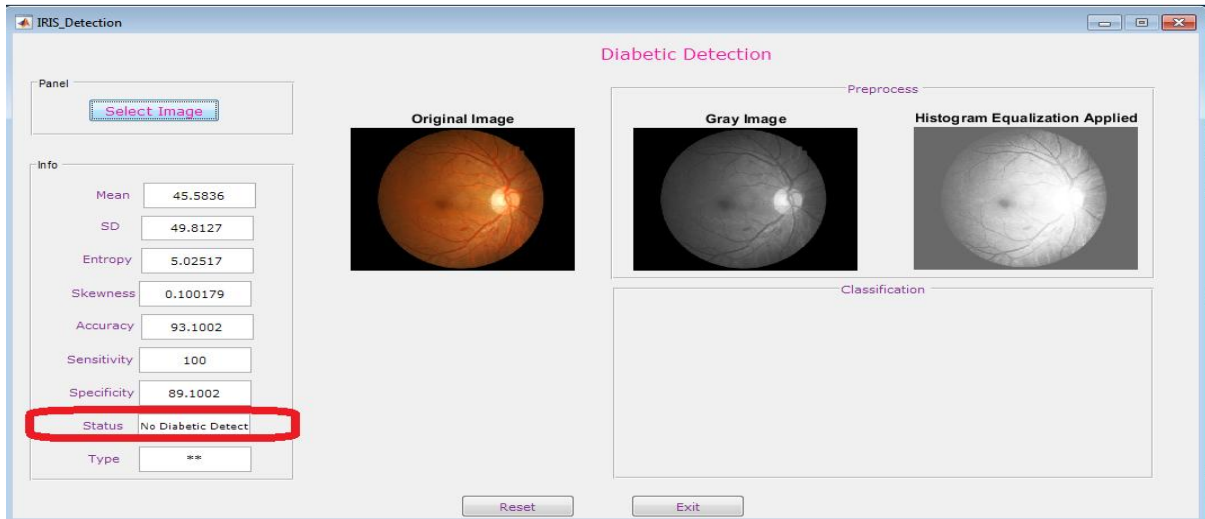 IRIS_Detection
Diabetic Detection
Panel
Select Image
Info
Mean 45.5836
SD 49.8127
Entropy 5.02517
Skewness 0.100179
Accuracy 93.1002
Sensitivity 100
Specificity 89.1002
Status No Diabetic Detect
Type **
Original Image
Preprocess
Gray Image
Histogram Equalization Applied
Classification
Reset
Exit